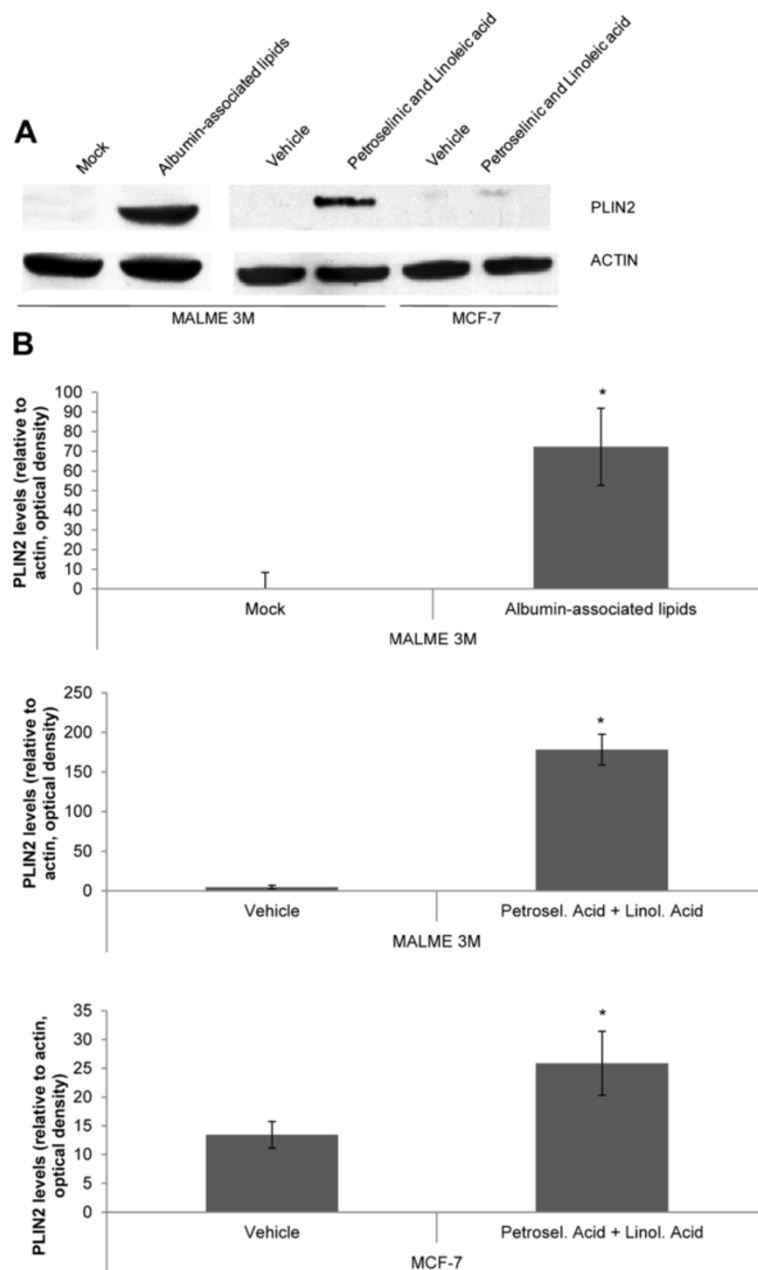 A
Mock
Albumin-associated lipids
Vehicle
Petroselinic and Linoleic acid
Vehicle
Petroselinic and Linoleic acid
PLIN2
ACTIN
MALME 3M
MCF-7
B
PLIN2 levels (relative to
actin, optical density)
100
90
80
70
60
50
40
30
20
10
0
*
Mock
Albumin-associated lipids
MALME 3M
PLIN2 levels (relative to
actin, optical density)
250
200
150
100
50
0
*
Vehicle
Petrosel. Acid + Linol. Acid
MALME 3M
PLIN2 levels (relative to actin,
optical density)
35
30
25
20
15
10
5
0
*
Vehicle
Petrosel. Acid + Linol. Acid
MCF-7